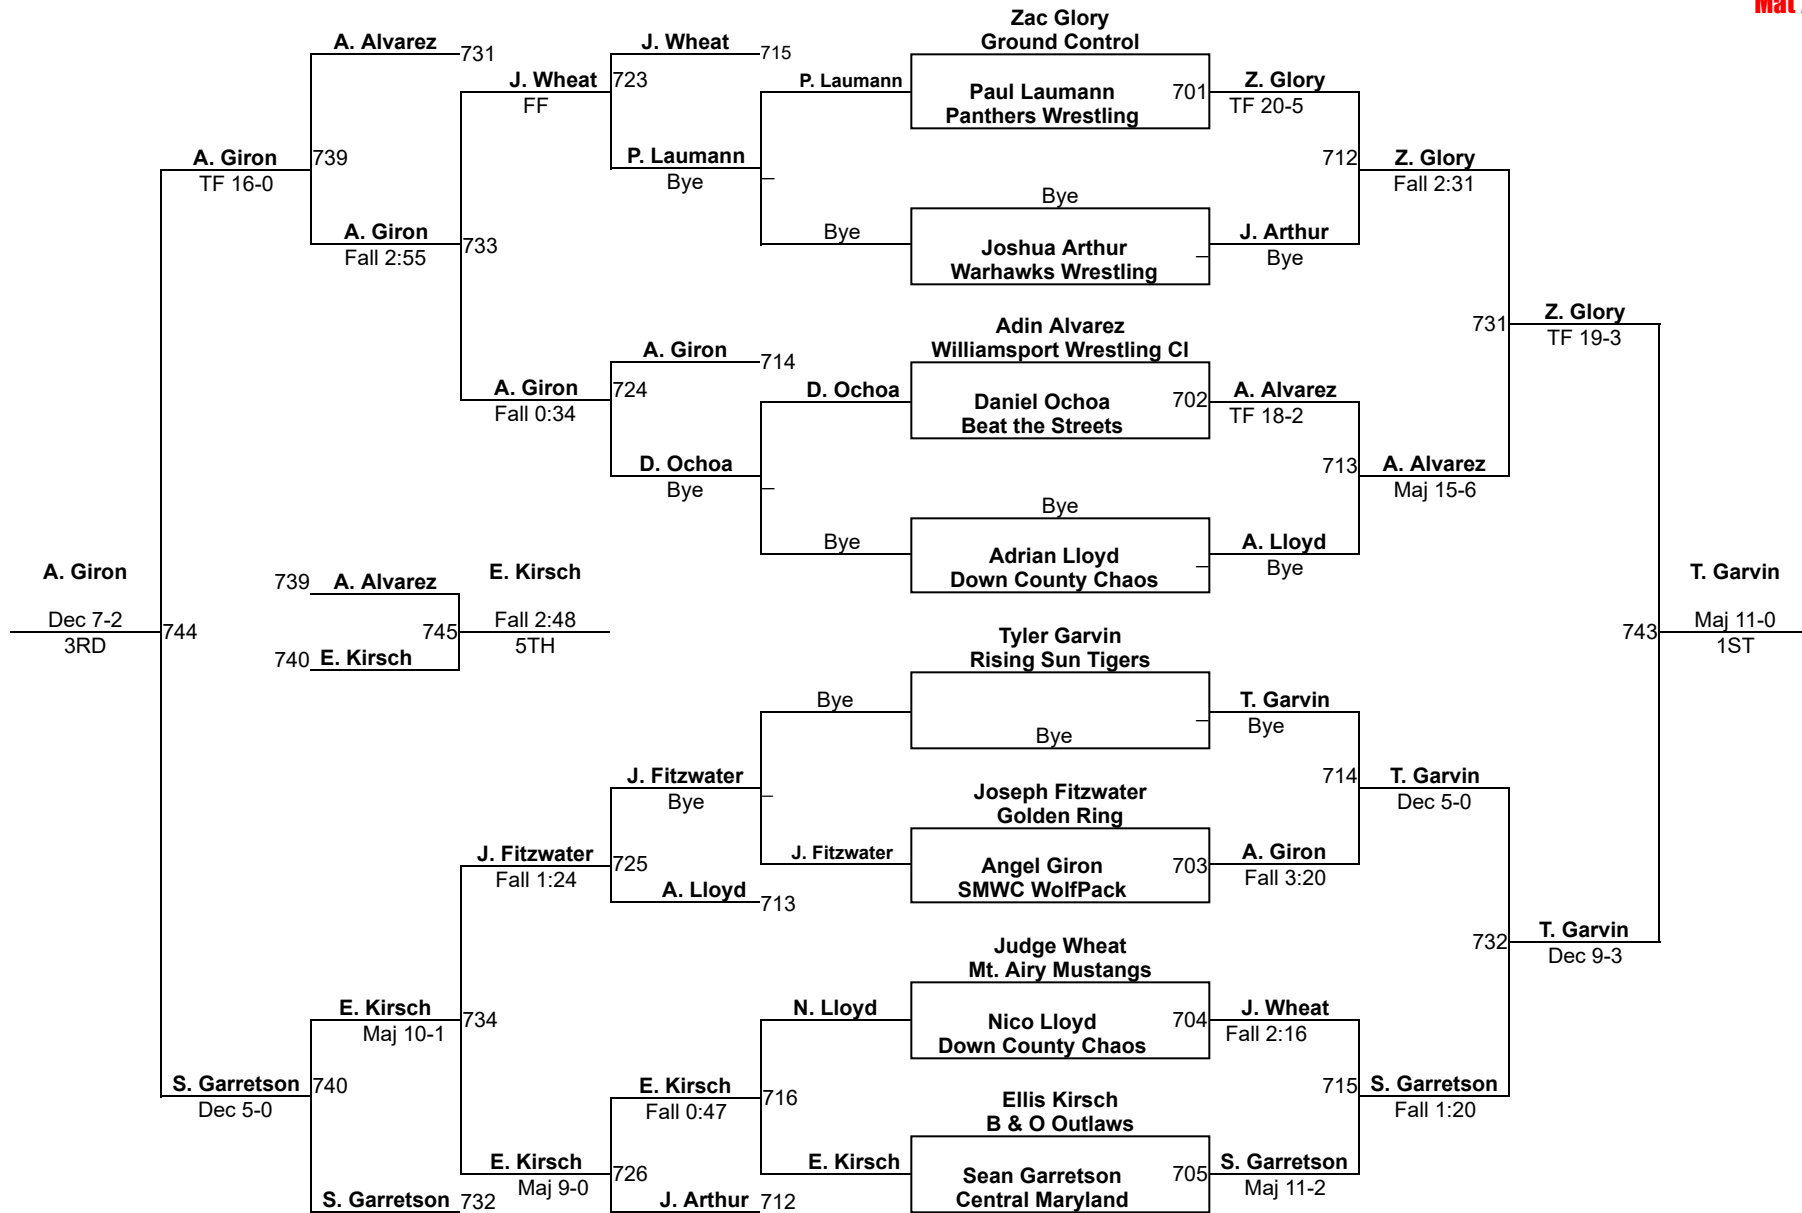 Mat
Zac Glory
Ground Control
A. Alvarez
731
J. Wheat
715
J. Wheat
723
FF
P. Laumann
Paul Laumann
701
Panthers Wrestling
Z. Glory
TF 20-5
A. Giron
739
TF 16-0
P. Laumann
Bye
712
Z. Glory
Fall 2:31
Bye
A. Giron
733
Fall 2:55
Bye
Joshua Arthur
Warhawks Wrestling
J. Arthur
Bye
731
Z. Glory
TF 19-3
Adin Alvarez
Williamsport Wrestling Cl
A. Giron
714
A. Giron
724
Fall 0:34
D. Ochoa
Daniel Ochoa
702
Beat the Streets
A. Alvarez
TF 18-2
D. Ochoa
Bye
713
A. Alvarez
Maj 15-6
Bye
Bye
Adrian Lloyd
Down County Chaos
A. Lloyd
Bye
A. Giron
Dec 7-2
744
3RD
739
A. Alvarez
745
740
E. Kirsch
E. Kirsch
Fall 2:48
5TH
T. Garvin
743
Maj 11-0
1ST
Tyler Garvin
Rising Sun Tigers
Bye
Bye
T. Garvin
Bye
J. Fitzwater
Bye
Joseph Fitzwater
Golden Ring
714
T. Garvin
Dec 5-0
J. Fitzwater
725
Fall 1:24
J. Fitzwater
Angel Giron
703
SMWC WolfPack
A. Giron
Fall 3:20
A. Lloyd
713
732
T. Garvin
Dec 9-3
Judge Wheat
Mt. Airy Mustangs
E. Kirsch
734
Maj 10-1
N. Lloyd
Nico Lloyd
704
Down County Chaos
J. Wheat
Fall 2:16
S. Garretson
740
Dec 5-0
E. Kirsch
716
Fall 0:47
Ellis Kirsch
B & O Outlaws
715
S. Garretson
Fall 1:20
E. Kirsch
726
Maj 9-0
E. Kirsch
Sean Garretson
705
Central Maryland
S. Garretson
Maj 11-2
S. Garretson
732
J. Arthur
712